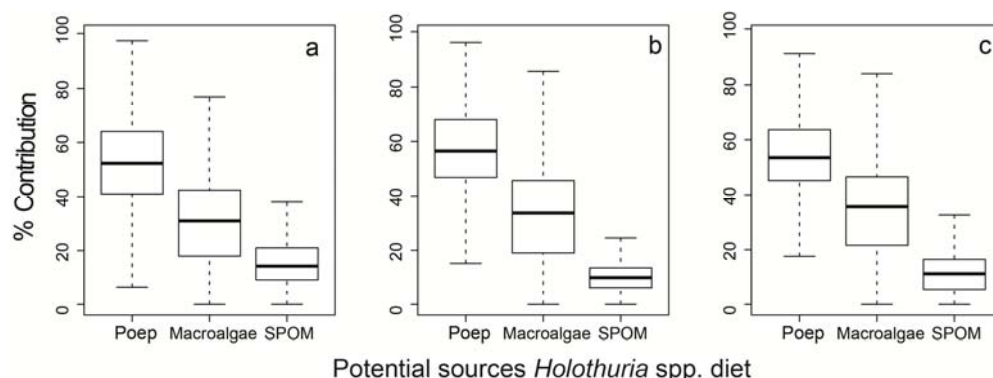 % Contribution
0 20 40 60 80 100
a
Poep Macroalgae SPOM
0 20 40 60 80 100
b
Poep Macroalgae SPOM
0 20 40 60 80 100
c
Poep Macroalgae SPOM
Potential sources Holothuria spp. diet